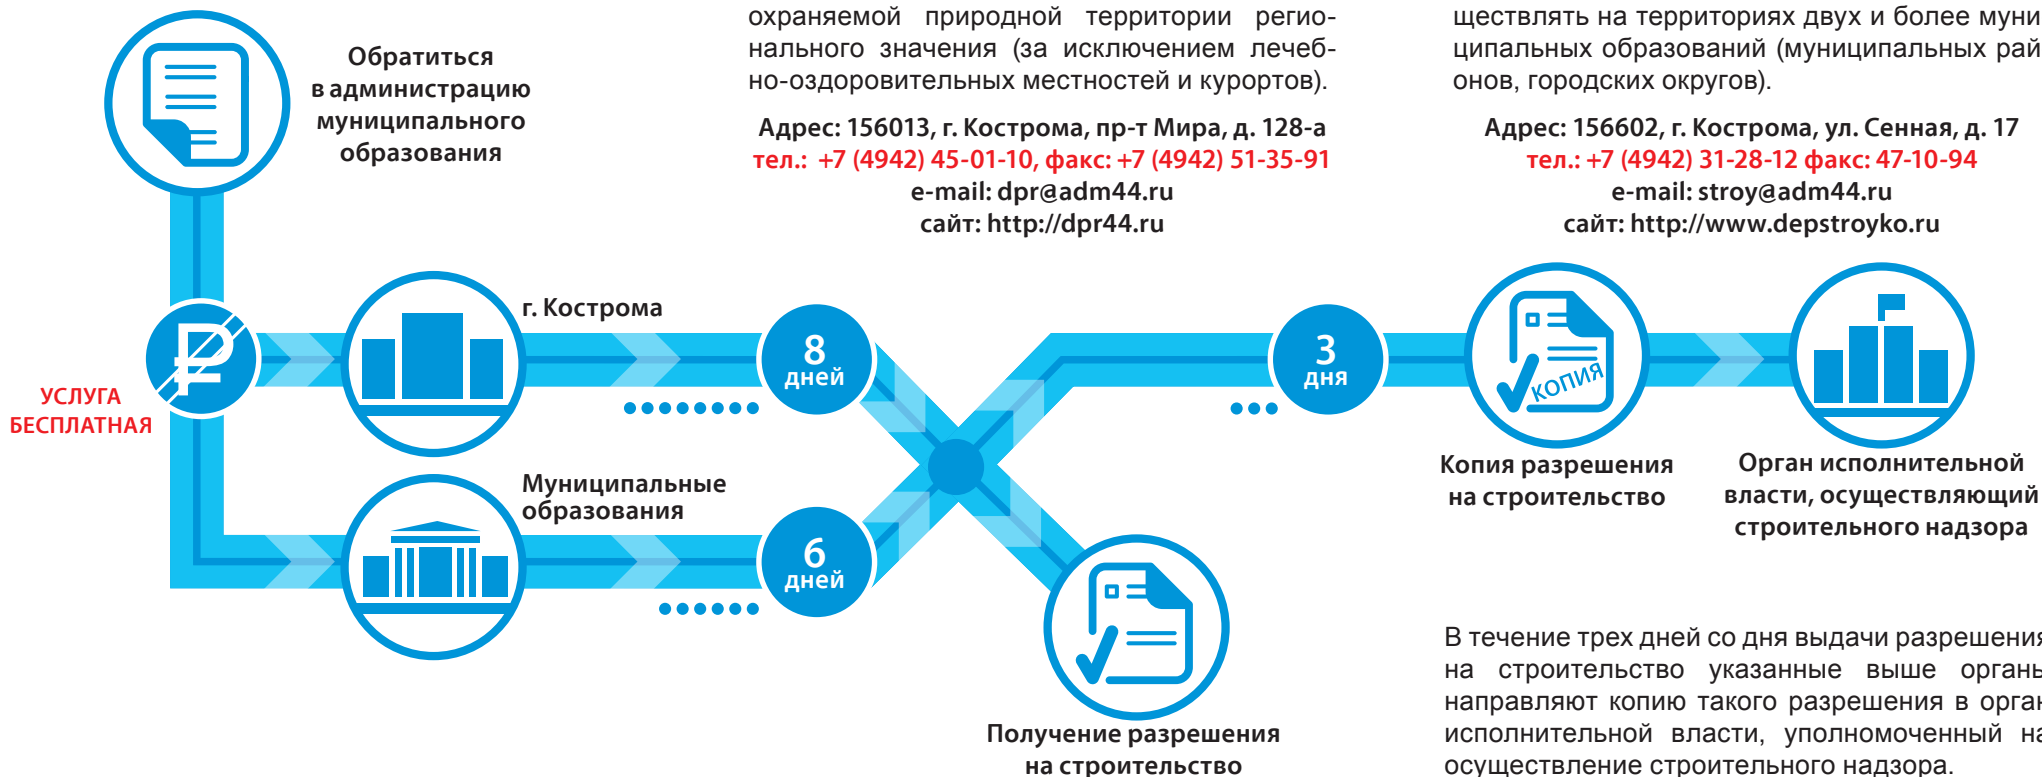 Обратиться
в администрацию
муниципального
образования
охраняемой природной территории регио-
нального значения (за исключением лечеб-
но-оздоровительных местностей и курортов).
Адрес: 156013, г. Кострома, пр-т Мира, д. 128-а
тел.: +7 (4942) 45-01-10, факс: +7 (4942) 51-35-91
e-mail: dpr@adm44.ru
сайт: http://dpr44.ru
ществлять на территориях двух и более муни
ципальных образований (муниципальных рай
онов, городских округов).
Адрес: 156602, г. Кострома, ул. Сенная, д. 17
тел.: +7 (4942) 31-28-12 факс: 47-10-94
e-mail: stroy@adm44.ru
сайт: http://www.depstroyko.ru
₽
УСЛУГА
БЕСПЛАТНАЯ
г. Кострома
8
дней
Муниципальные
образования
6
дней
3
дня
КОПИЯ
Копия разрешения
на строительство
Орган исполнительной
власти, осуществляющий
строительного надзора
Получение разрешения
на строительство
В течение трех дней со дня выдачи разрешения
на строительство указанные выше органы
направляют копию такого разрешения в орган
исполнительной власти, уполномоченный на
осуществление строительного надзора.